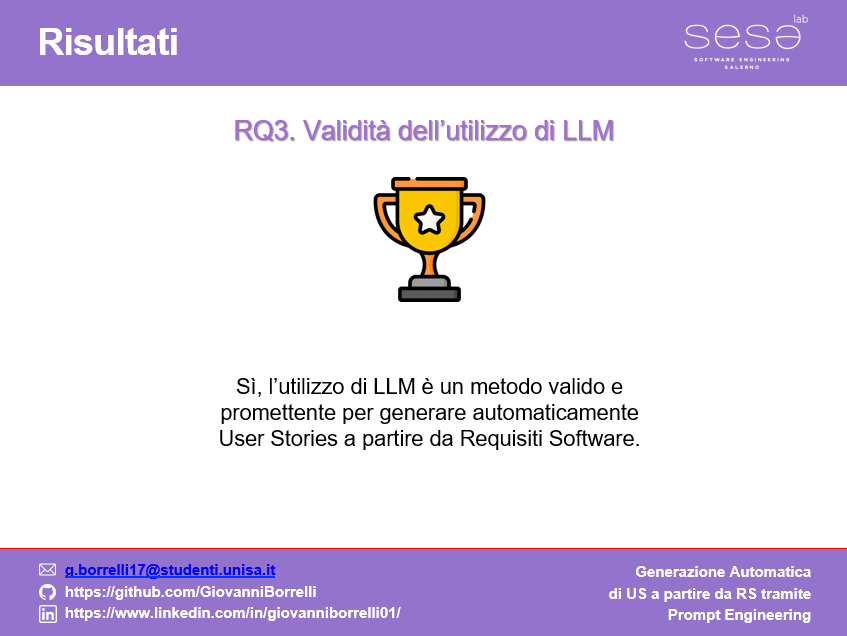 Risultati
lab
sesa
SOFTWARE ENGINEERING
SALERNO
RQ3. Validità dell’utilizzo di LLM
Sì, l’utilizzo di LLM è un metodo valido e
promettente per generare automaticamente
User Stories a partire da Requisiti Software.
g.borrelli17@studenti.unisa.it
https://github.com/GiovanniBorrelli
in
https://www.linkedin.com/in/giovanniborrelli01/
Generazione Automatica
di US a partire da RS tramite
Prompt Engineering